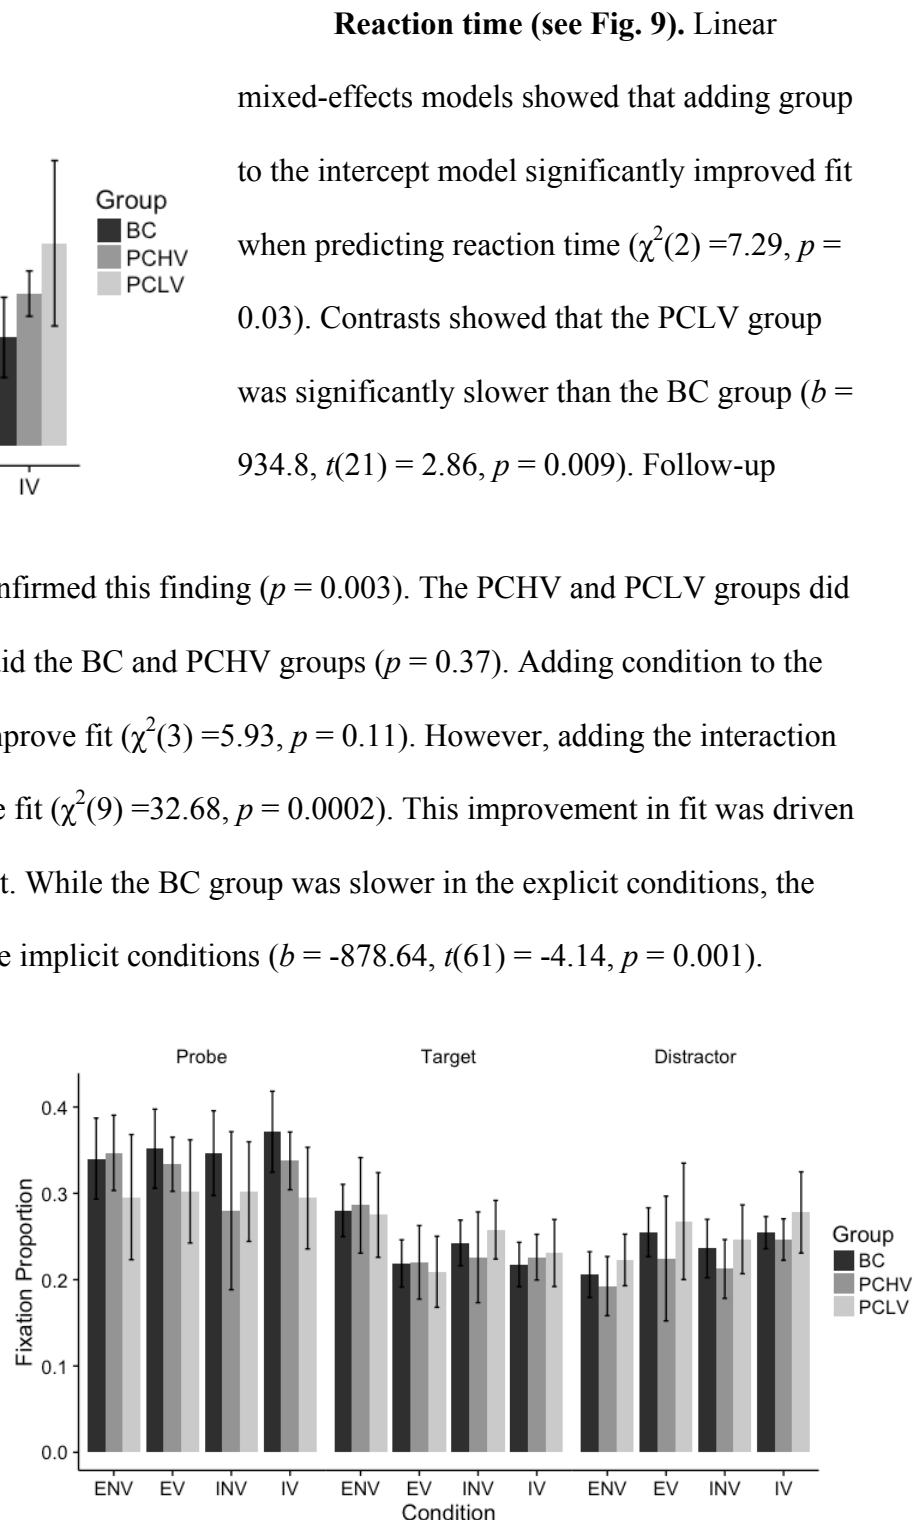 Reaction time (see Fig. 9). Linear
mixed-effects models showed that adding group
to the intercept model significantly improved fit
when predicting reaction time (χ²(2) =7.29, p =
0.03). Contrasts showed that the PCLV group
was significantly slower than the BC group (b =
934.8, t(21) = 2.86, p = 0.009). Follow-up
Group
BC
PCHV
PCLV
IV
nfirmed this finding (p = 0.003). The PCHV and PCLV groups did
id the BC and PCHV groups (p = 0.37). Adding condition to the
prove fit (χ²(3) =5.93, p = 0.11). However, adding the interaction
e fit (χ²(9) =32.68, p = 0.0002). This improvement in fit was driven
t. While the BC group was slower in the explicit conditions, the
e implicit conditions (b = -878.64, t(61) = -4.14, p = 0.001).
Probe Target Distractor
0.4
0.3
0.2
0.1
0.0
Fixation Proportion
ENV EV INV IV ENV EV INV IV ENV EV INV IV
Condition
Group
BC
PCHV
PCLV